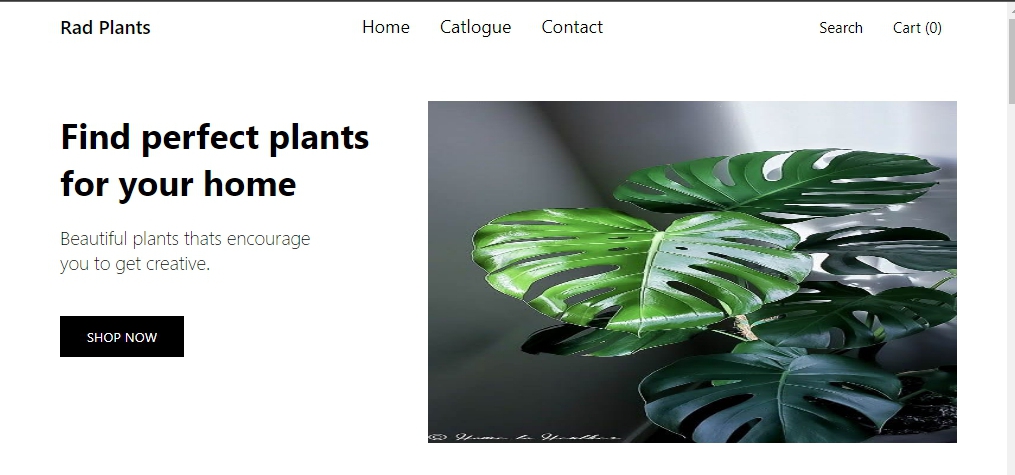 Rad Plants
Home Catlogue Contact
Search Cart (0)
Find perfect plants
for your home
Beautiful plants thats encourage
you to get creative.
SHOP NOW